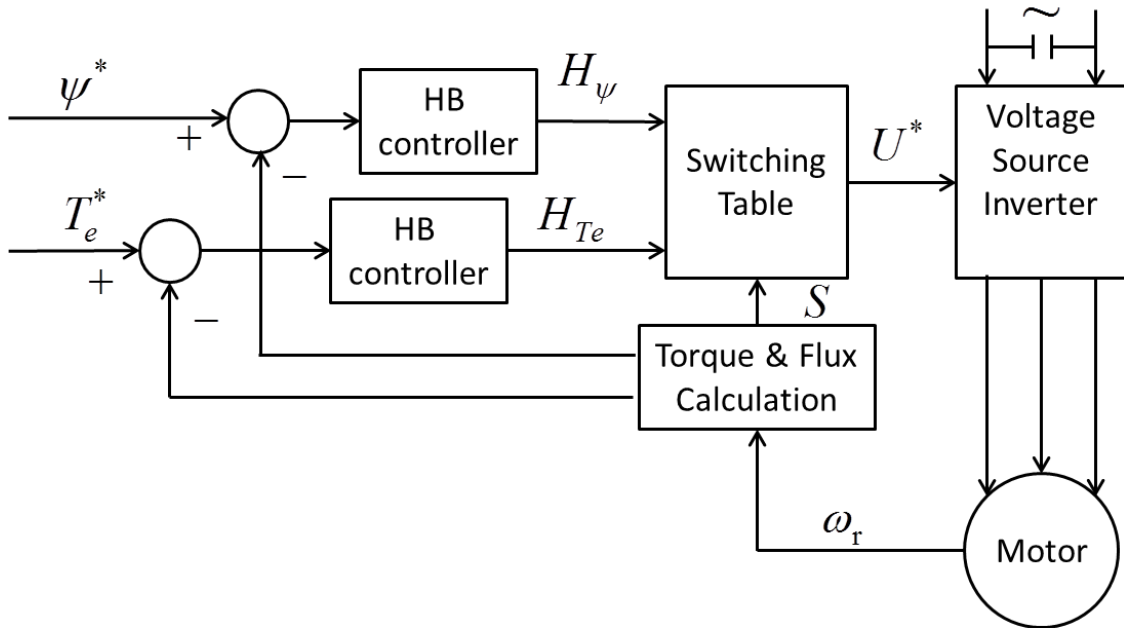 ~
ψ*
+
−
HB
controller
H_ψ
Switching
Table
U*
Voltage
Source
Inverter
T_e*
+
−
HB
controller
H_Te
S
Torque & Flux
Calculation
ω_r
Motor